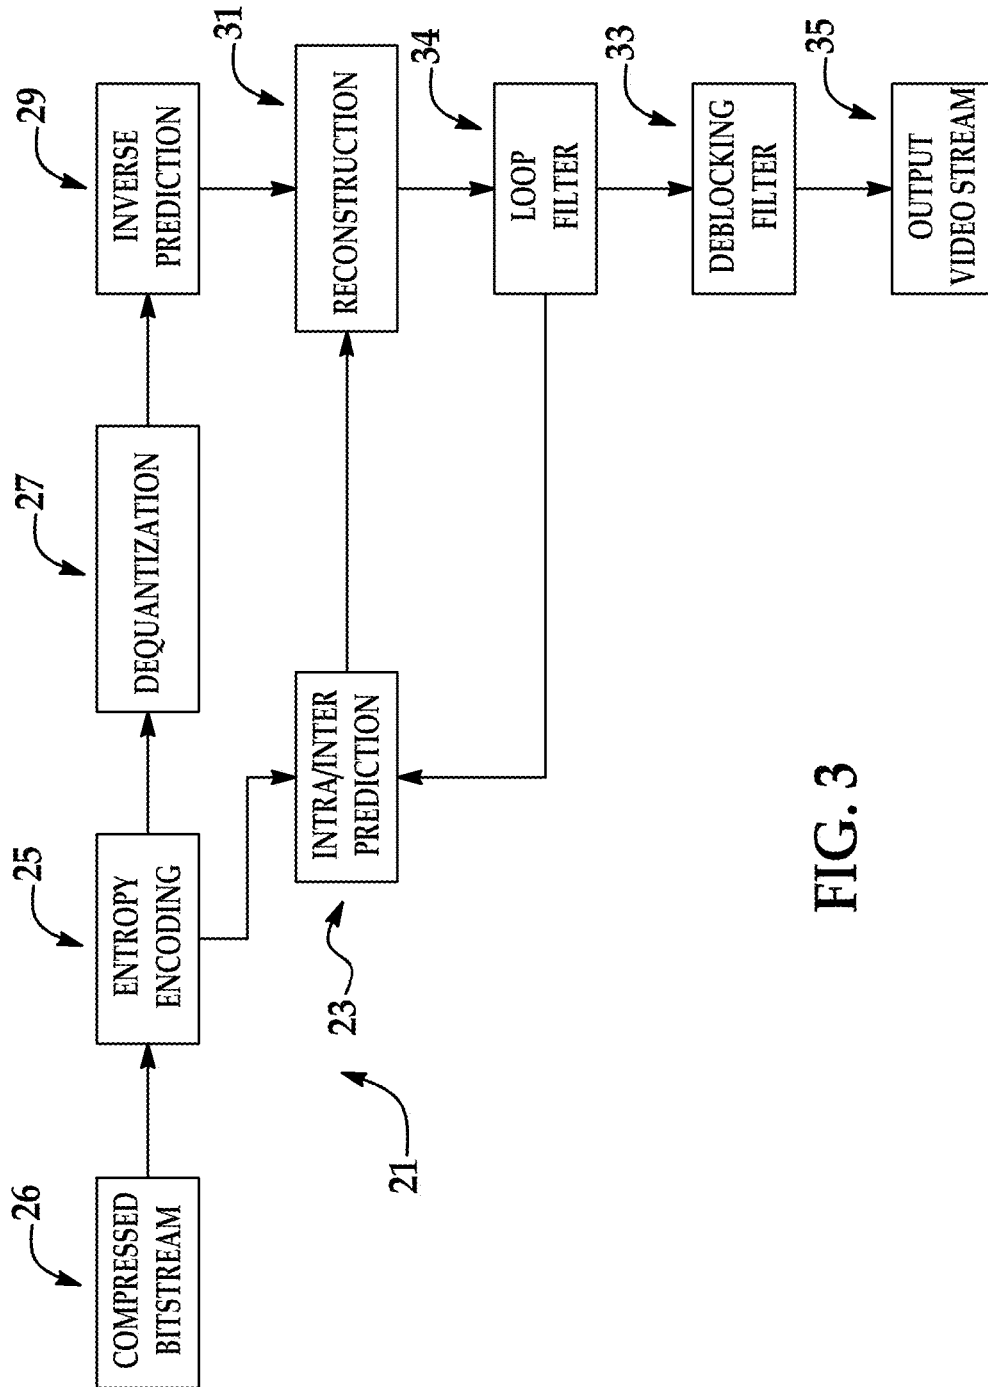 26
COMPRESSED
BITSTREAM
25
ENTROPY
ENCODING
27
DEQUANTIZATION
29
INVERSE
PREDICTION
21
23
INTRA/INTER
PREDICTION
31
RECONSTRUCTION
34
LOOP
FILTER
33
DEBLOCKING
FILTER
35
OUTPUT
VIDEO STREAM
FIG. 3